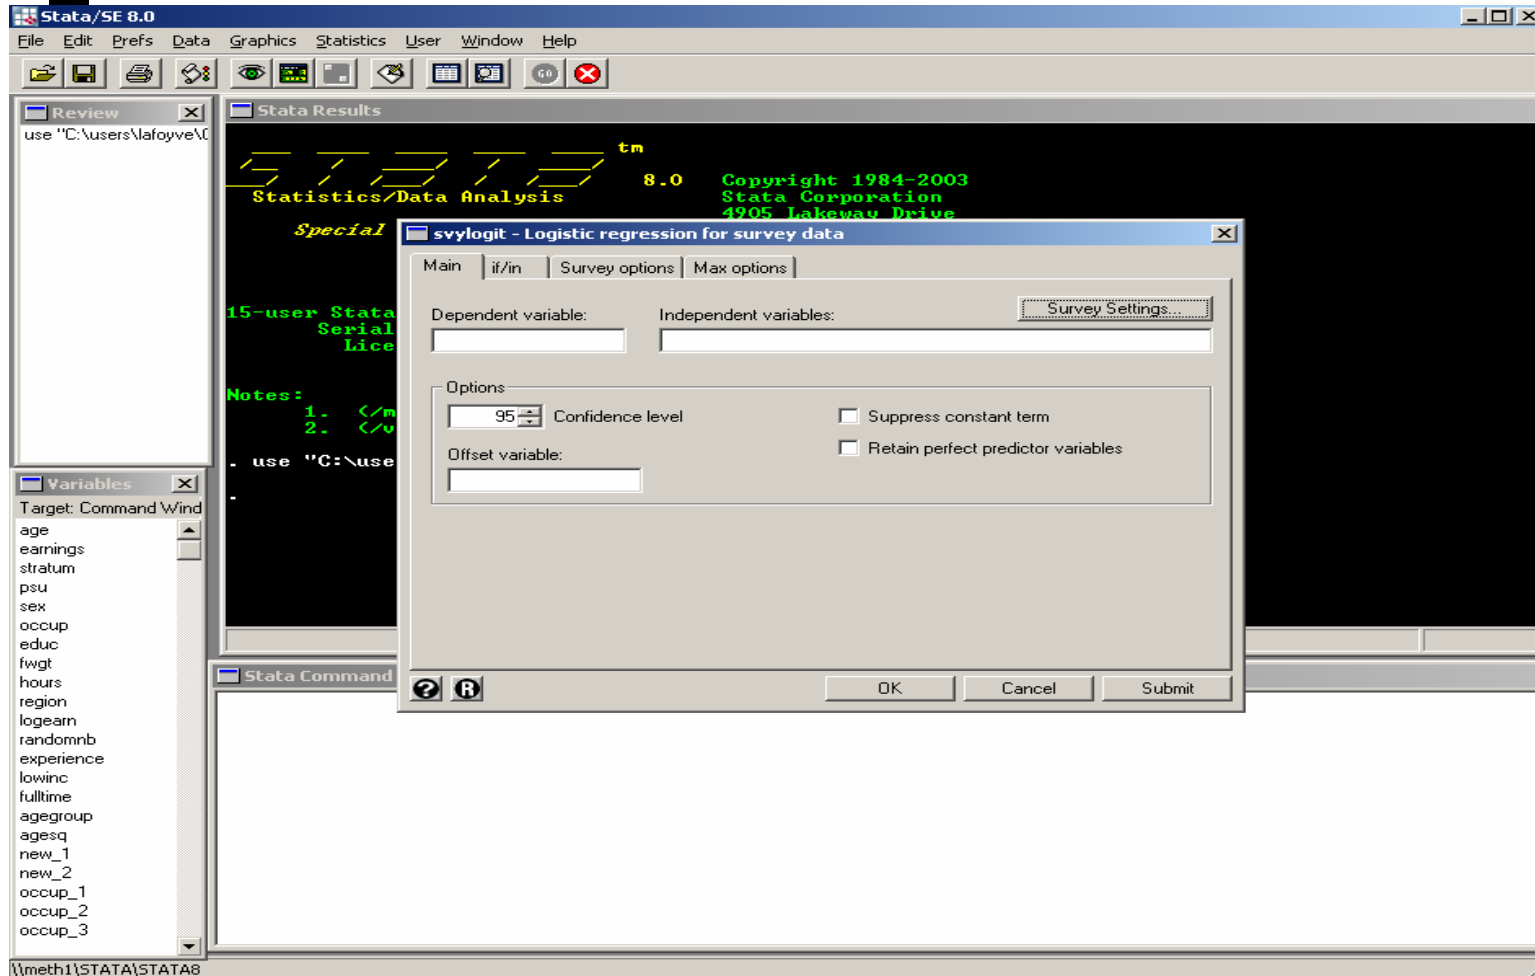 Stata/SE 8.0
File Edit Prefs Data Graphics Statistics User Window Help
GO
Review
use "C:\users\lafoyve\
Stata Results
STATA tm
8.0 Copyright 1984-2003
Statistics/Data Analysis Stata Corporation
4905 Lakeway Drive
Special
15-user Stata
Serial
Lice
Notes:
1. (/m
2. (/v
. use "C:\use
.
svylogit - Logistic regression for survey data
Main if/in Survey options Max options
Survey Settings...
Dependent variable: Independent variables:
Options
95 Confidence level
Suppress constant term
Retain perfect predictor variables
Offset variable:
? R OK Cancel Submit
Variables
Target: Command Wind
age
earnings
stratum
psu
sex
occup
educ
fwgt
hours
region
logearn
randomnb
experience
lowinc
fulltime
agegroup
agesq
new_1
new_2
occup_1
occup_2
occup_3
Stata Command
\\meth1\STATA\STATA8